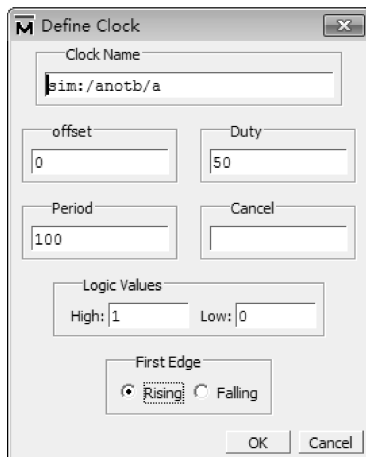 Define Clock
Clock Name
sim:/anotb/a
offset
Duty
0
50
Period
Cancel
100
Logic Values
High: 1 Low: 0
First Edge
Rising Falling
OK Cancel